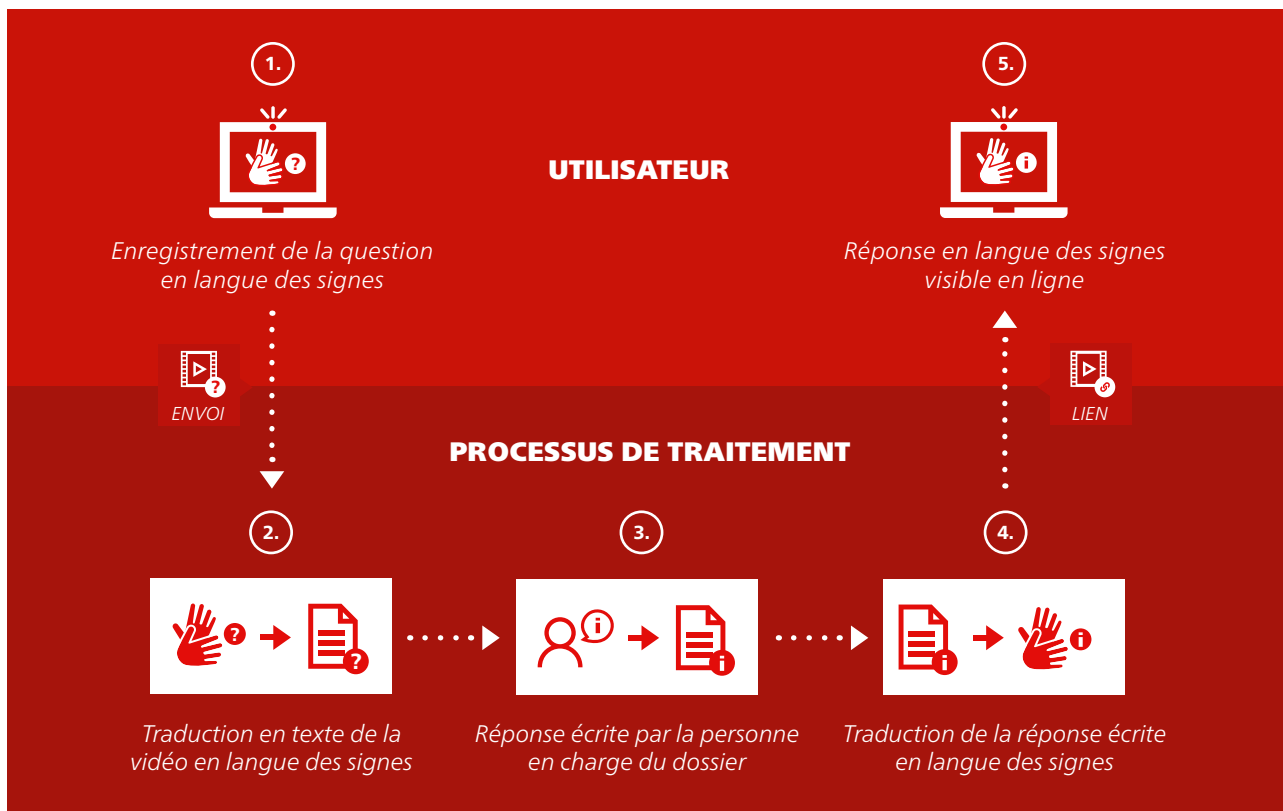 1.
5.
?
i
UTILISATEUR
Enregistrement de la question
en langue des signes
Réponse en langue des signes
visible en ligne
?
ENVOI
LIEN
PROCESSUS DE TRAITEMENT
2.
3.
4.
?
?
i
i
i
i
Traduction en texte de la
vidéo en langue des signes
Réponse écrite par la personne
en charge du dossier
Traduction de la réponse écrite
en langue des signes